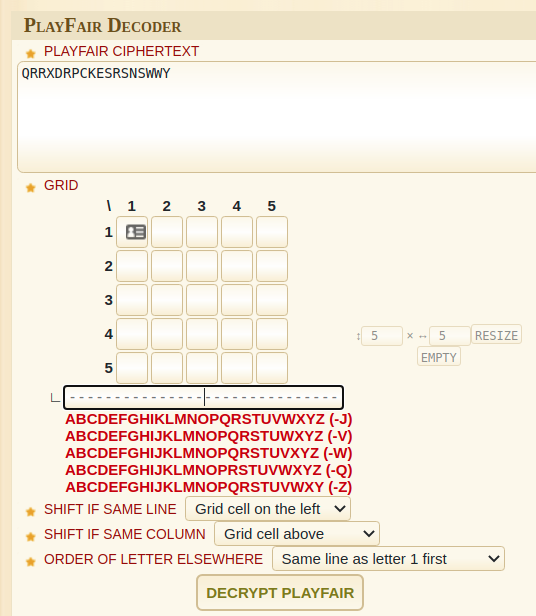 PLAYFAIR DECODER
PLAYFAIR CIPHERTEXT
QRRXDRPCKESRSNSWWY
GRID
\ 1 2 3 4 5
1
2
3
4
5
↕ 5 × ↔ 5 RESIZE
EMPTY
-------------------------
ABCDEFGHIKLMNOPQRSTUVWXYZ (-J)
ABCDEFGHIJKLMNOPQRSTUWXYZ (-V)
ABCDEFGHIJKLMNOPQRSTUVXYZ (-W)
ABCDEFGHIJKLMNOPRSTUVWXYZ (-Q)
ABCDEFGHIJKLMNOPQRSTUVWXY (-Z)
SHIFT IF SAME LINE Grid cell on the left
SHIFT IF SAME COLUMN Grid cell above
ORDER OF LETTER ELSEWHERE Same line as letter 1 first
DECRYPT PLAYFAIR